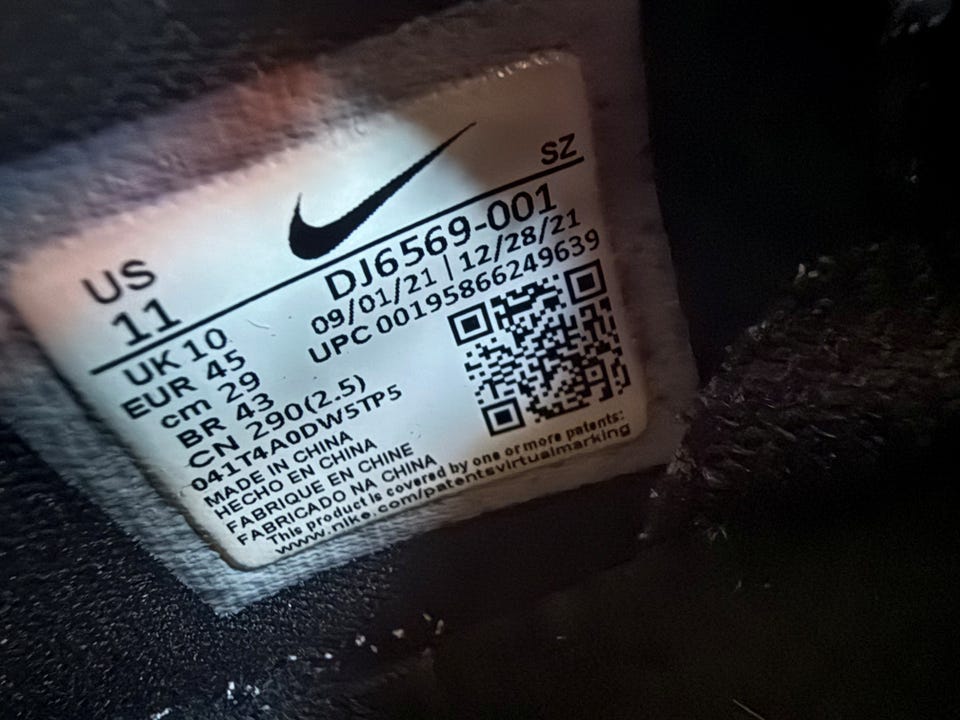 SZ
US
11
DJ6569-001
09/01/21 | 12/28/21
UPC 00195866249639
UK 10
EUR 45
cm 29
BR 43
CN 290(2.5)
041T4A0DW5TP5
MADE IN CHINA
HECHO EN CHINA
FABRIQUE EN CHINE
FABRICADO NA CHINA
This product is covered by one or more patents:
www.nike.com/patentsvirtualmarking